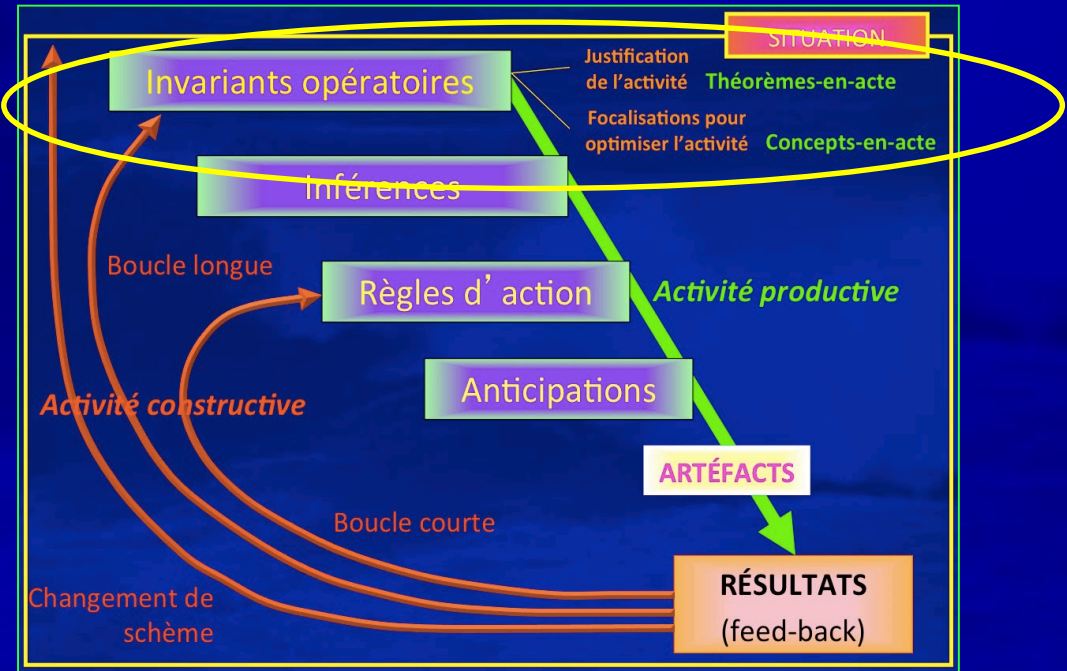 SITUATION
Invariants opératoires
Justification
de l'activité Théorèmes-en-acte
Focalisations pour
optimiser l'activité Concepts-en-acte
Inférences
Boucle longue
Règles d' action
Activité productive
Anticipations
Activité constructive
ARTÉFACTS
Boucle courte
RÉSULTATS
(feed-back)
Changement de
schème